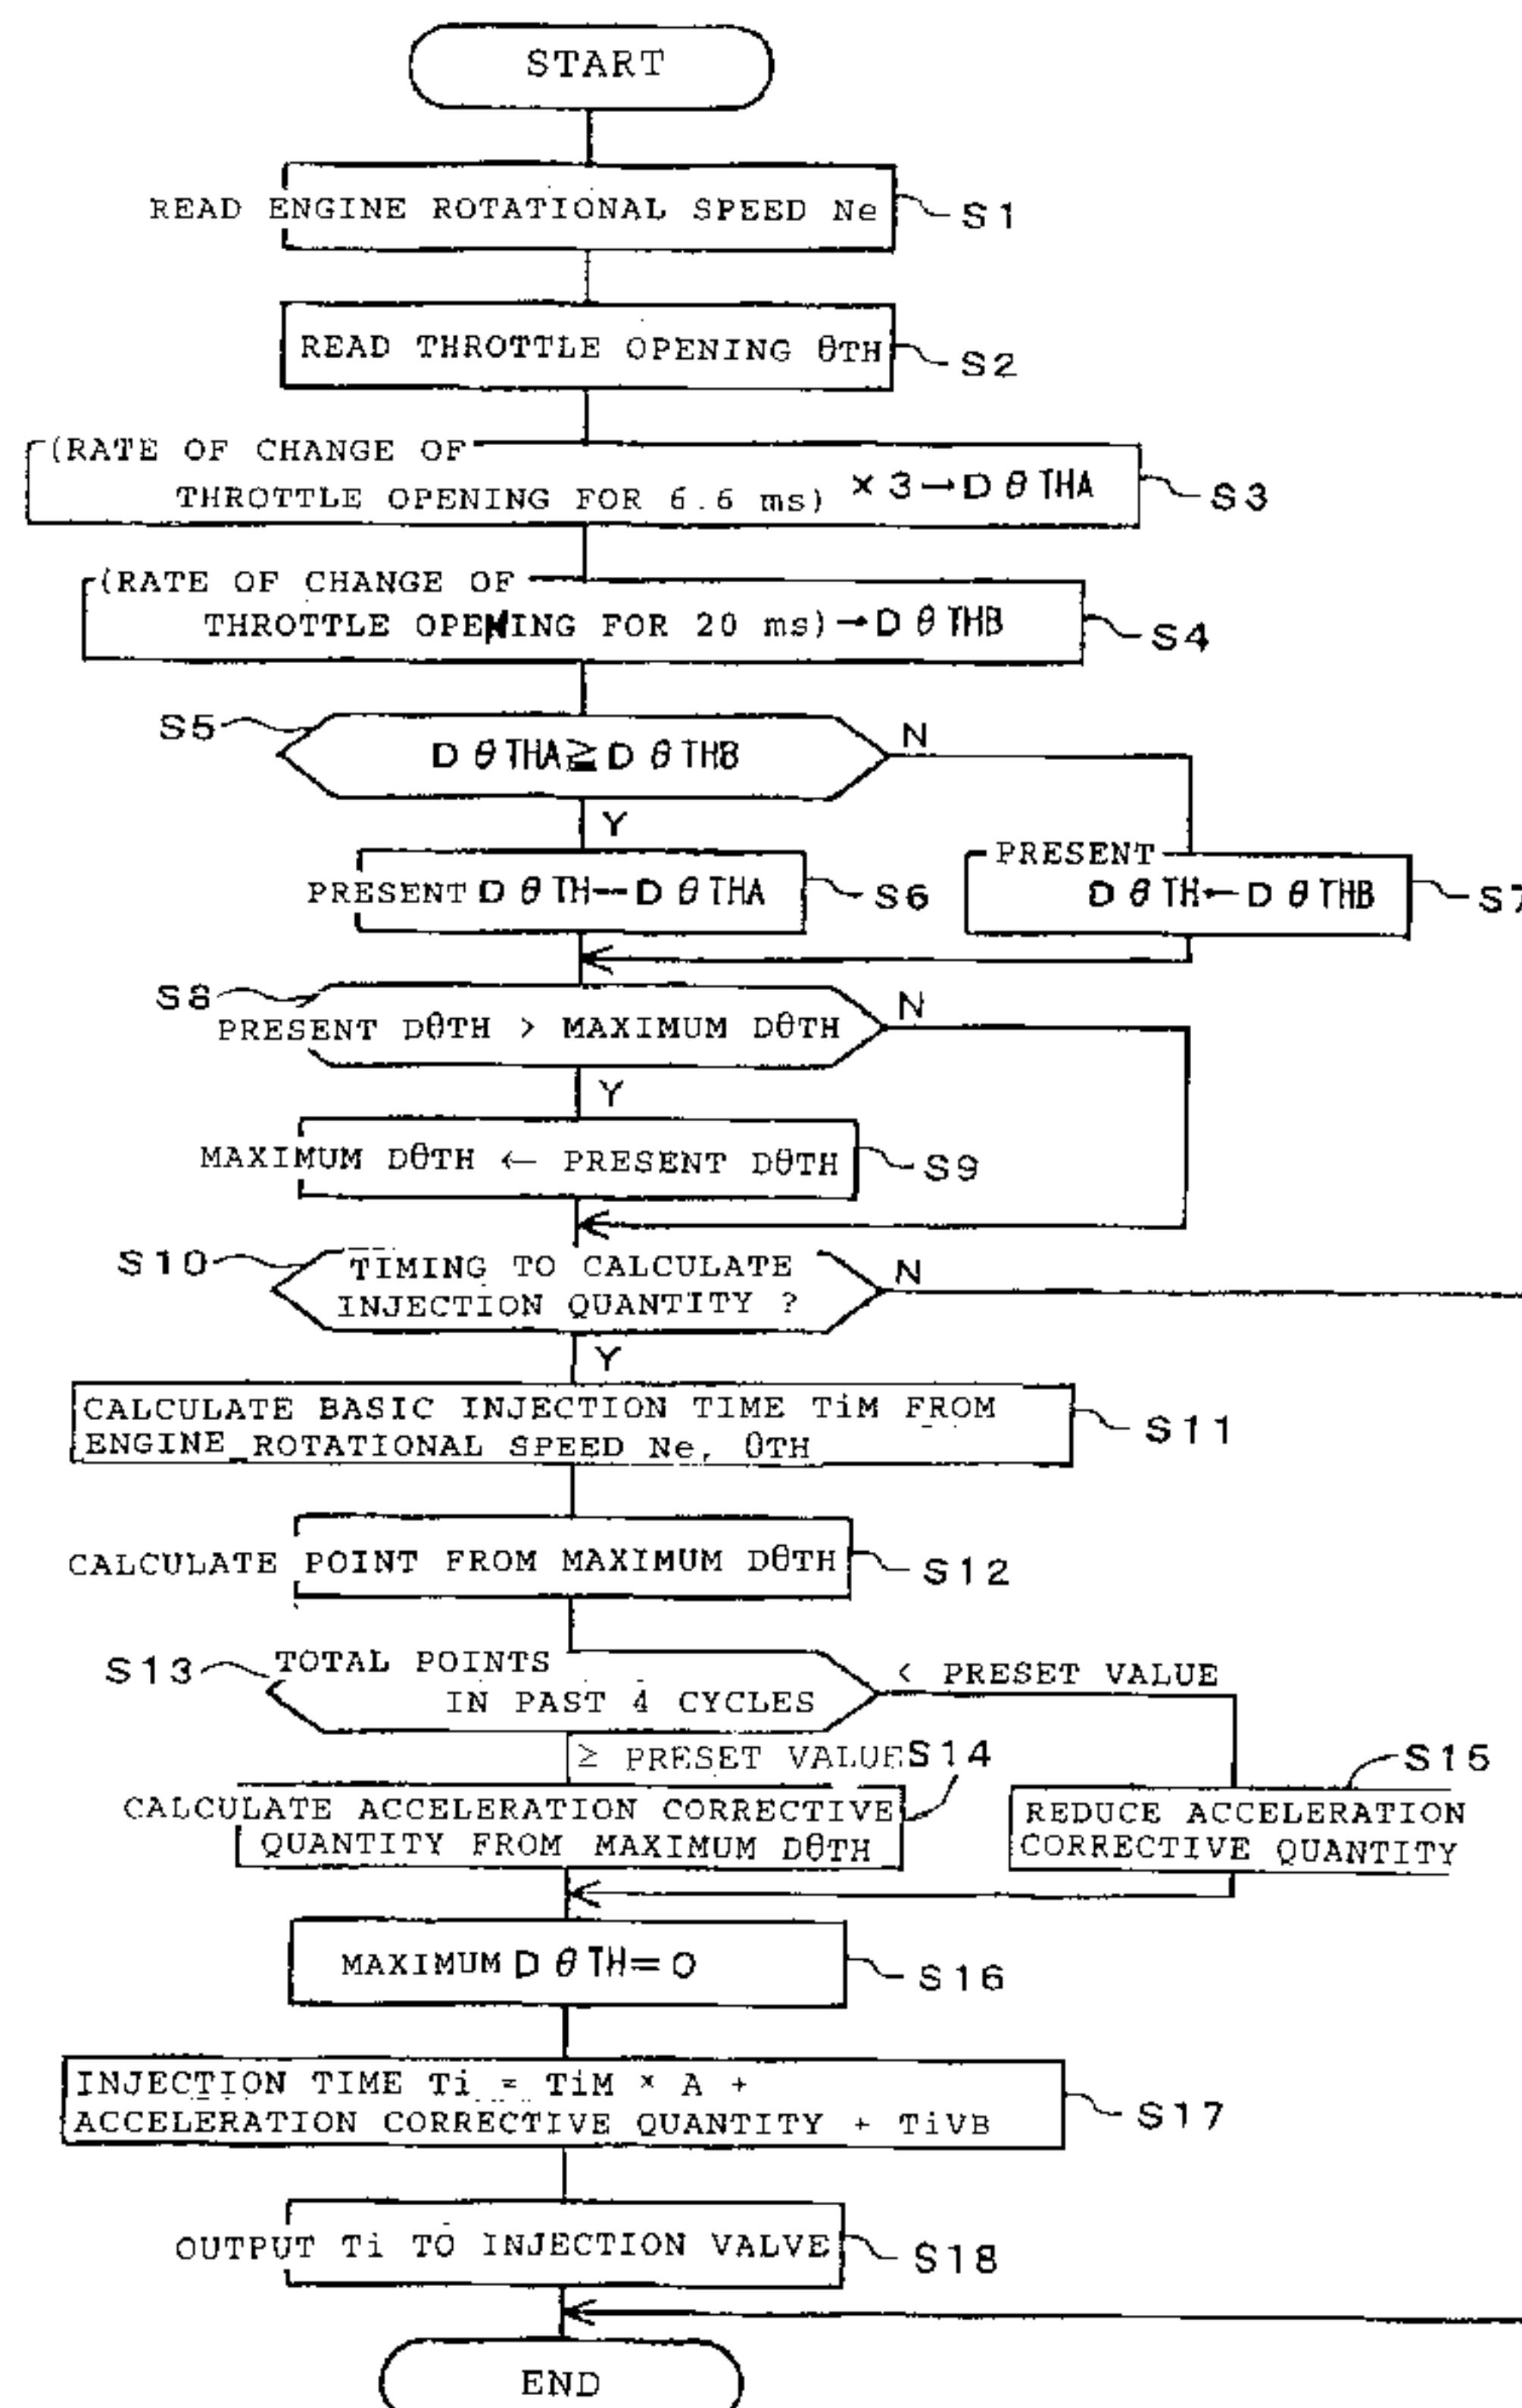 START
READ ENGINE ROTATIONAL SPEED Ne
S1
READ THROTTLE OPENING θTH
S2
(RATE OF CHANGE OF
THROTTLE OPENING FOR 6.6 ms) ×3→DθTHA
S3
(RATE OF CHANGE OF
THROTTLE OPENING FOR 20 ms)→DθTHB
S4
S5
DθTHA≧DθTHB
N
Y
PRESENT DθTH←DθTHA
S6
PRESENT
DθTH←DθTHB
S7
S8
PRESENT DθTH > MAXIMUM DθTH
N
Y
MAXIMUM DθTH ← PRESENT DθTH
S9
S10
TIMING TO CALCULATE
INJECTION QUANTITY ?
N
Y
CALCULATE BASIC INJECTION TIME TiM FROM
ENGINE ROTATIONAL SPEED Ne, θTH
S11
CALCULATE POINT FROM MAXIMUM DθTH
S12
S13
TOTAL POINTS
IN PAST 4 CYCLES
< PRESET VALUE
≥ PRESET VALUE
S14
CALCULATE ACCELERATION CORRECTIVE
QUANTITY FROM MAXIMUM DθTH
S15
REDUCE ACCELERATION
CORRECTIVE QUANTITY
MAXIMUM DθTH=0
S16
INJECTION TIME Ti = TiM × A +
ACCELERATION CORRECTIVE QUANTITY + TiVB
S17
OUTPUT Ti TO INJECTION VALVE
S18
END